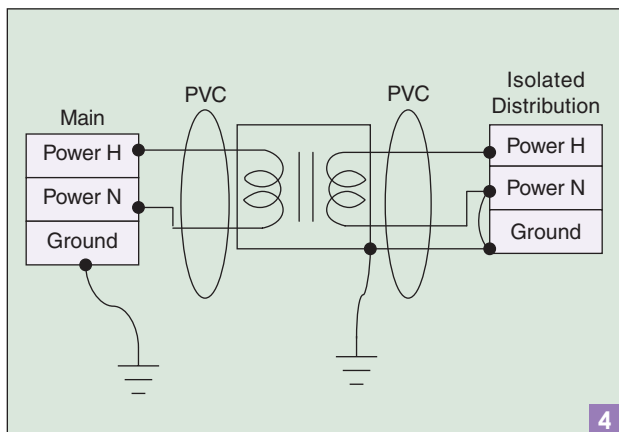 Main
Power H
Power N
Ground
PVC
PVC
Isolated
Distribution
Power H
Power N
Ground
4